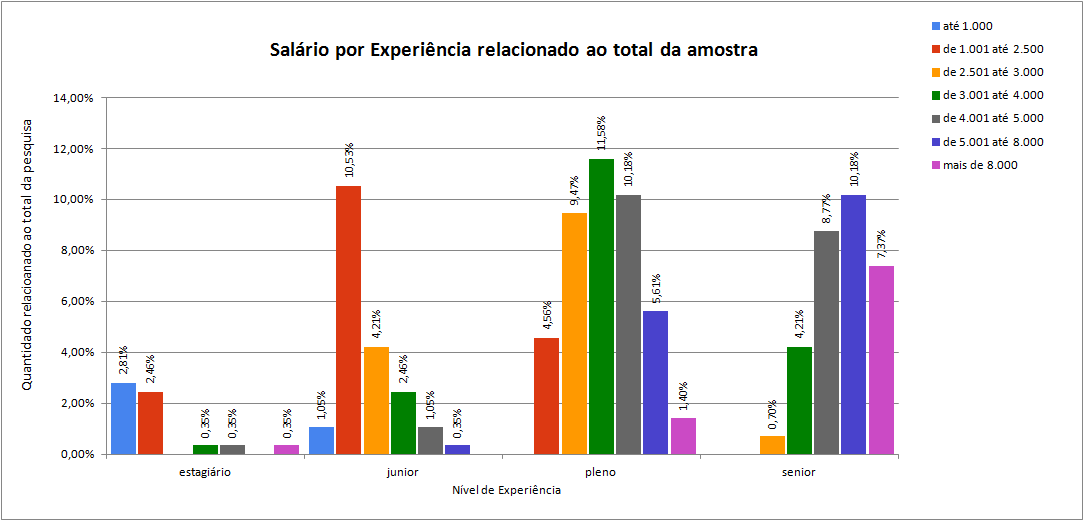 Salário por Experiência relacionado ao total da amostra
até 1.000
de 1.001 até 2.500
de 2.501 até 3.000
de 3.001 até 4.000
de 4.001 até 5.000
de 5.001 até 8.000
mais de 8.000
Quantidado relacioanado ao total da pesquisa
14,00%
12,00%
10,00%
8,00%
6,00%
4,00%
2,00%
0,00%
2,81%
2,46%
0,35%
0,35%
0,35%
1,05%
10,53%
4,21%
2,46%
1,05%
0,35%
4,56%
9,47%
11,58%
10,18%
5,61%
1,40%
0,70%
4,21%
8,77%
10,18%
7,37%
estagiário
junior
pleno
senior
Nível de Experiência